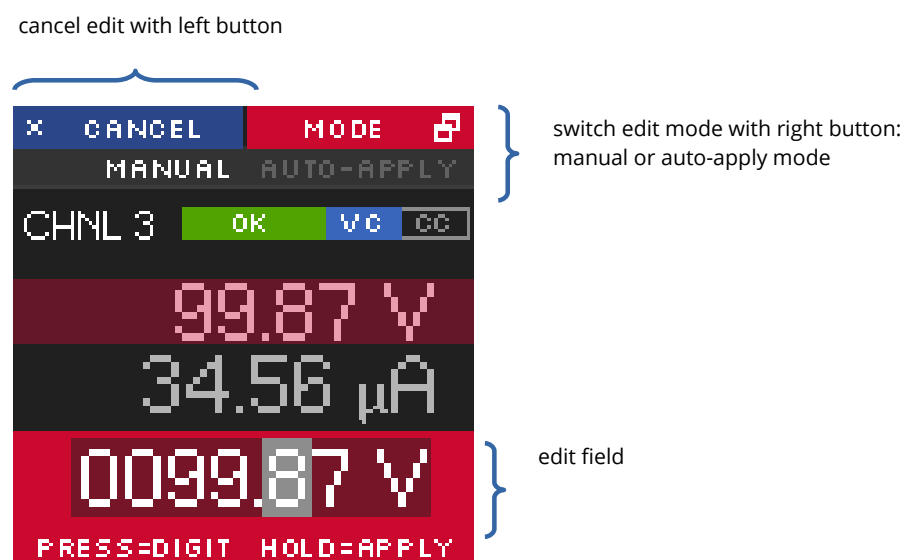 cancel edit with left button
× CANCEL MODE
switch edit mode with right button:
manual or auto-apply mode
MANUAL AUTO-APPLY
CHNL 3 OK VC CC
99.87 V
34.56 µA
edit field
0099.87 V
PRESS=DIGIT HOLD=APPLY